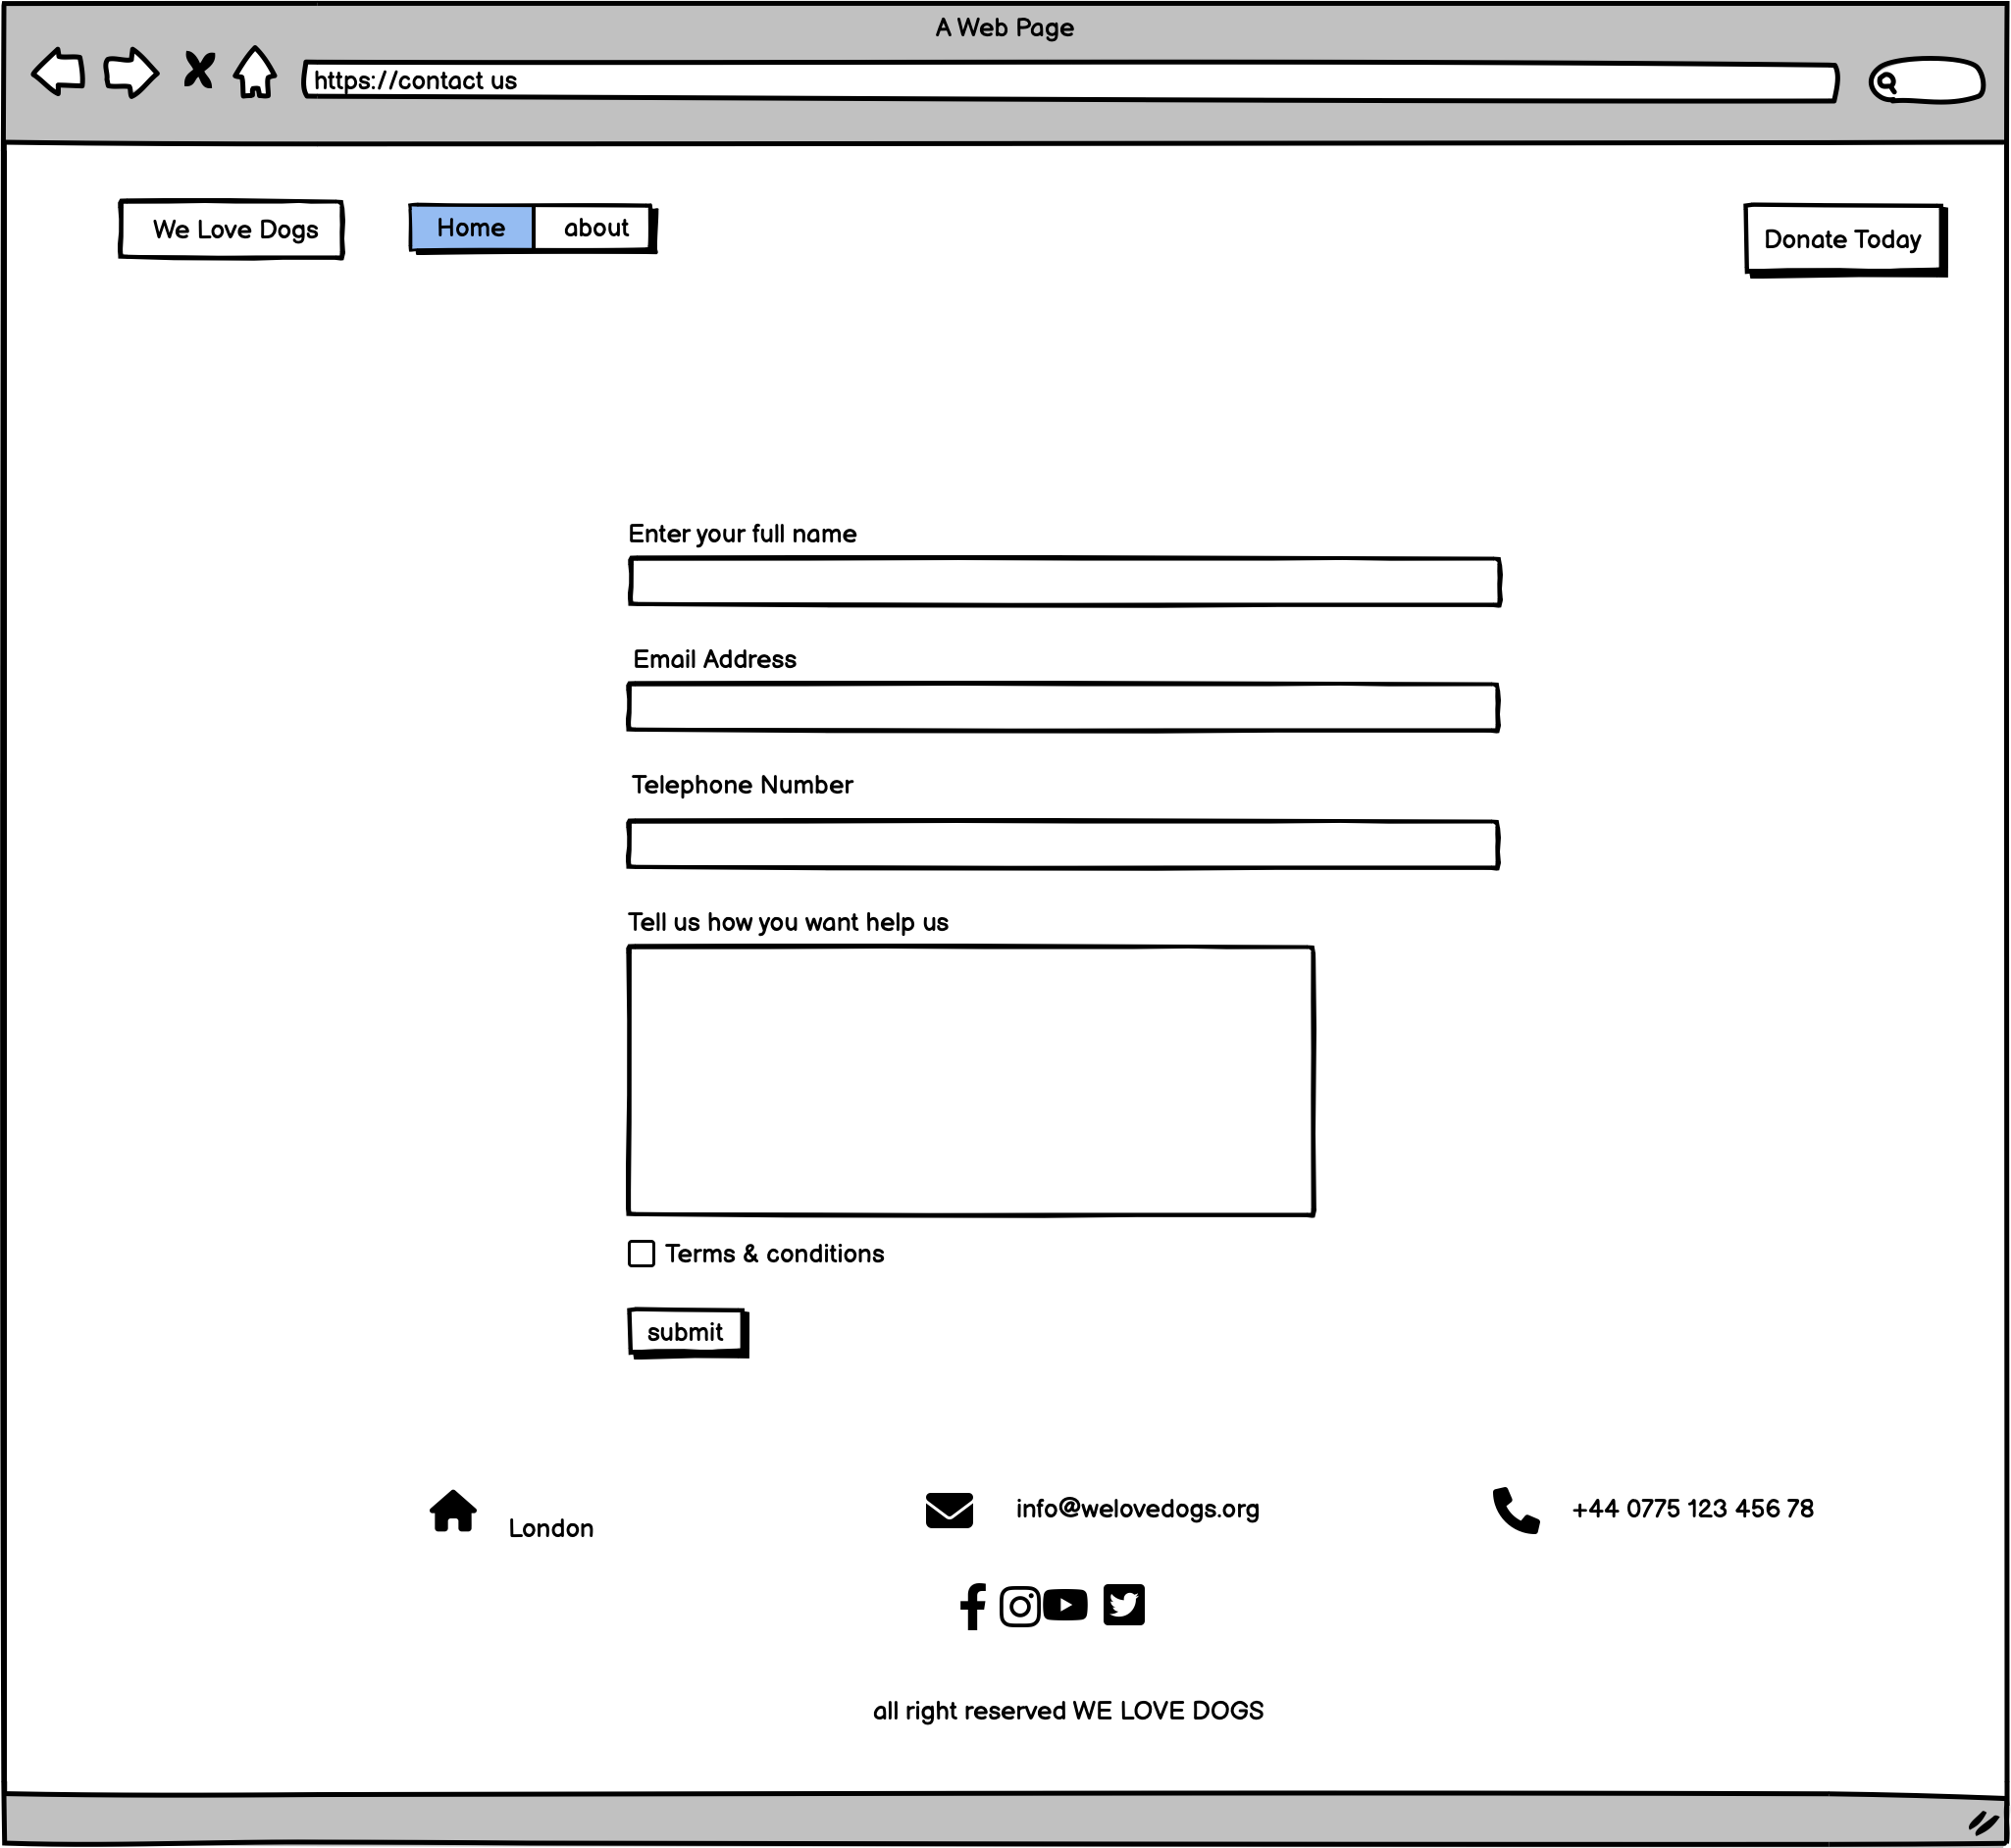 A Web Page
https://contact us
We Love Dogs
Home
about
Donate Today
Enter your full name
Email Address
Telephone Number
Tell us how you want help us
Terms & conditions
submit
London
info@welovedogs.org
+44 0775 123 456 78
all right reserved WE LOVE DOGS